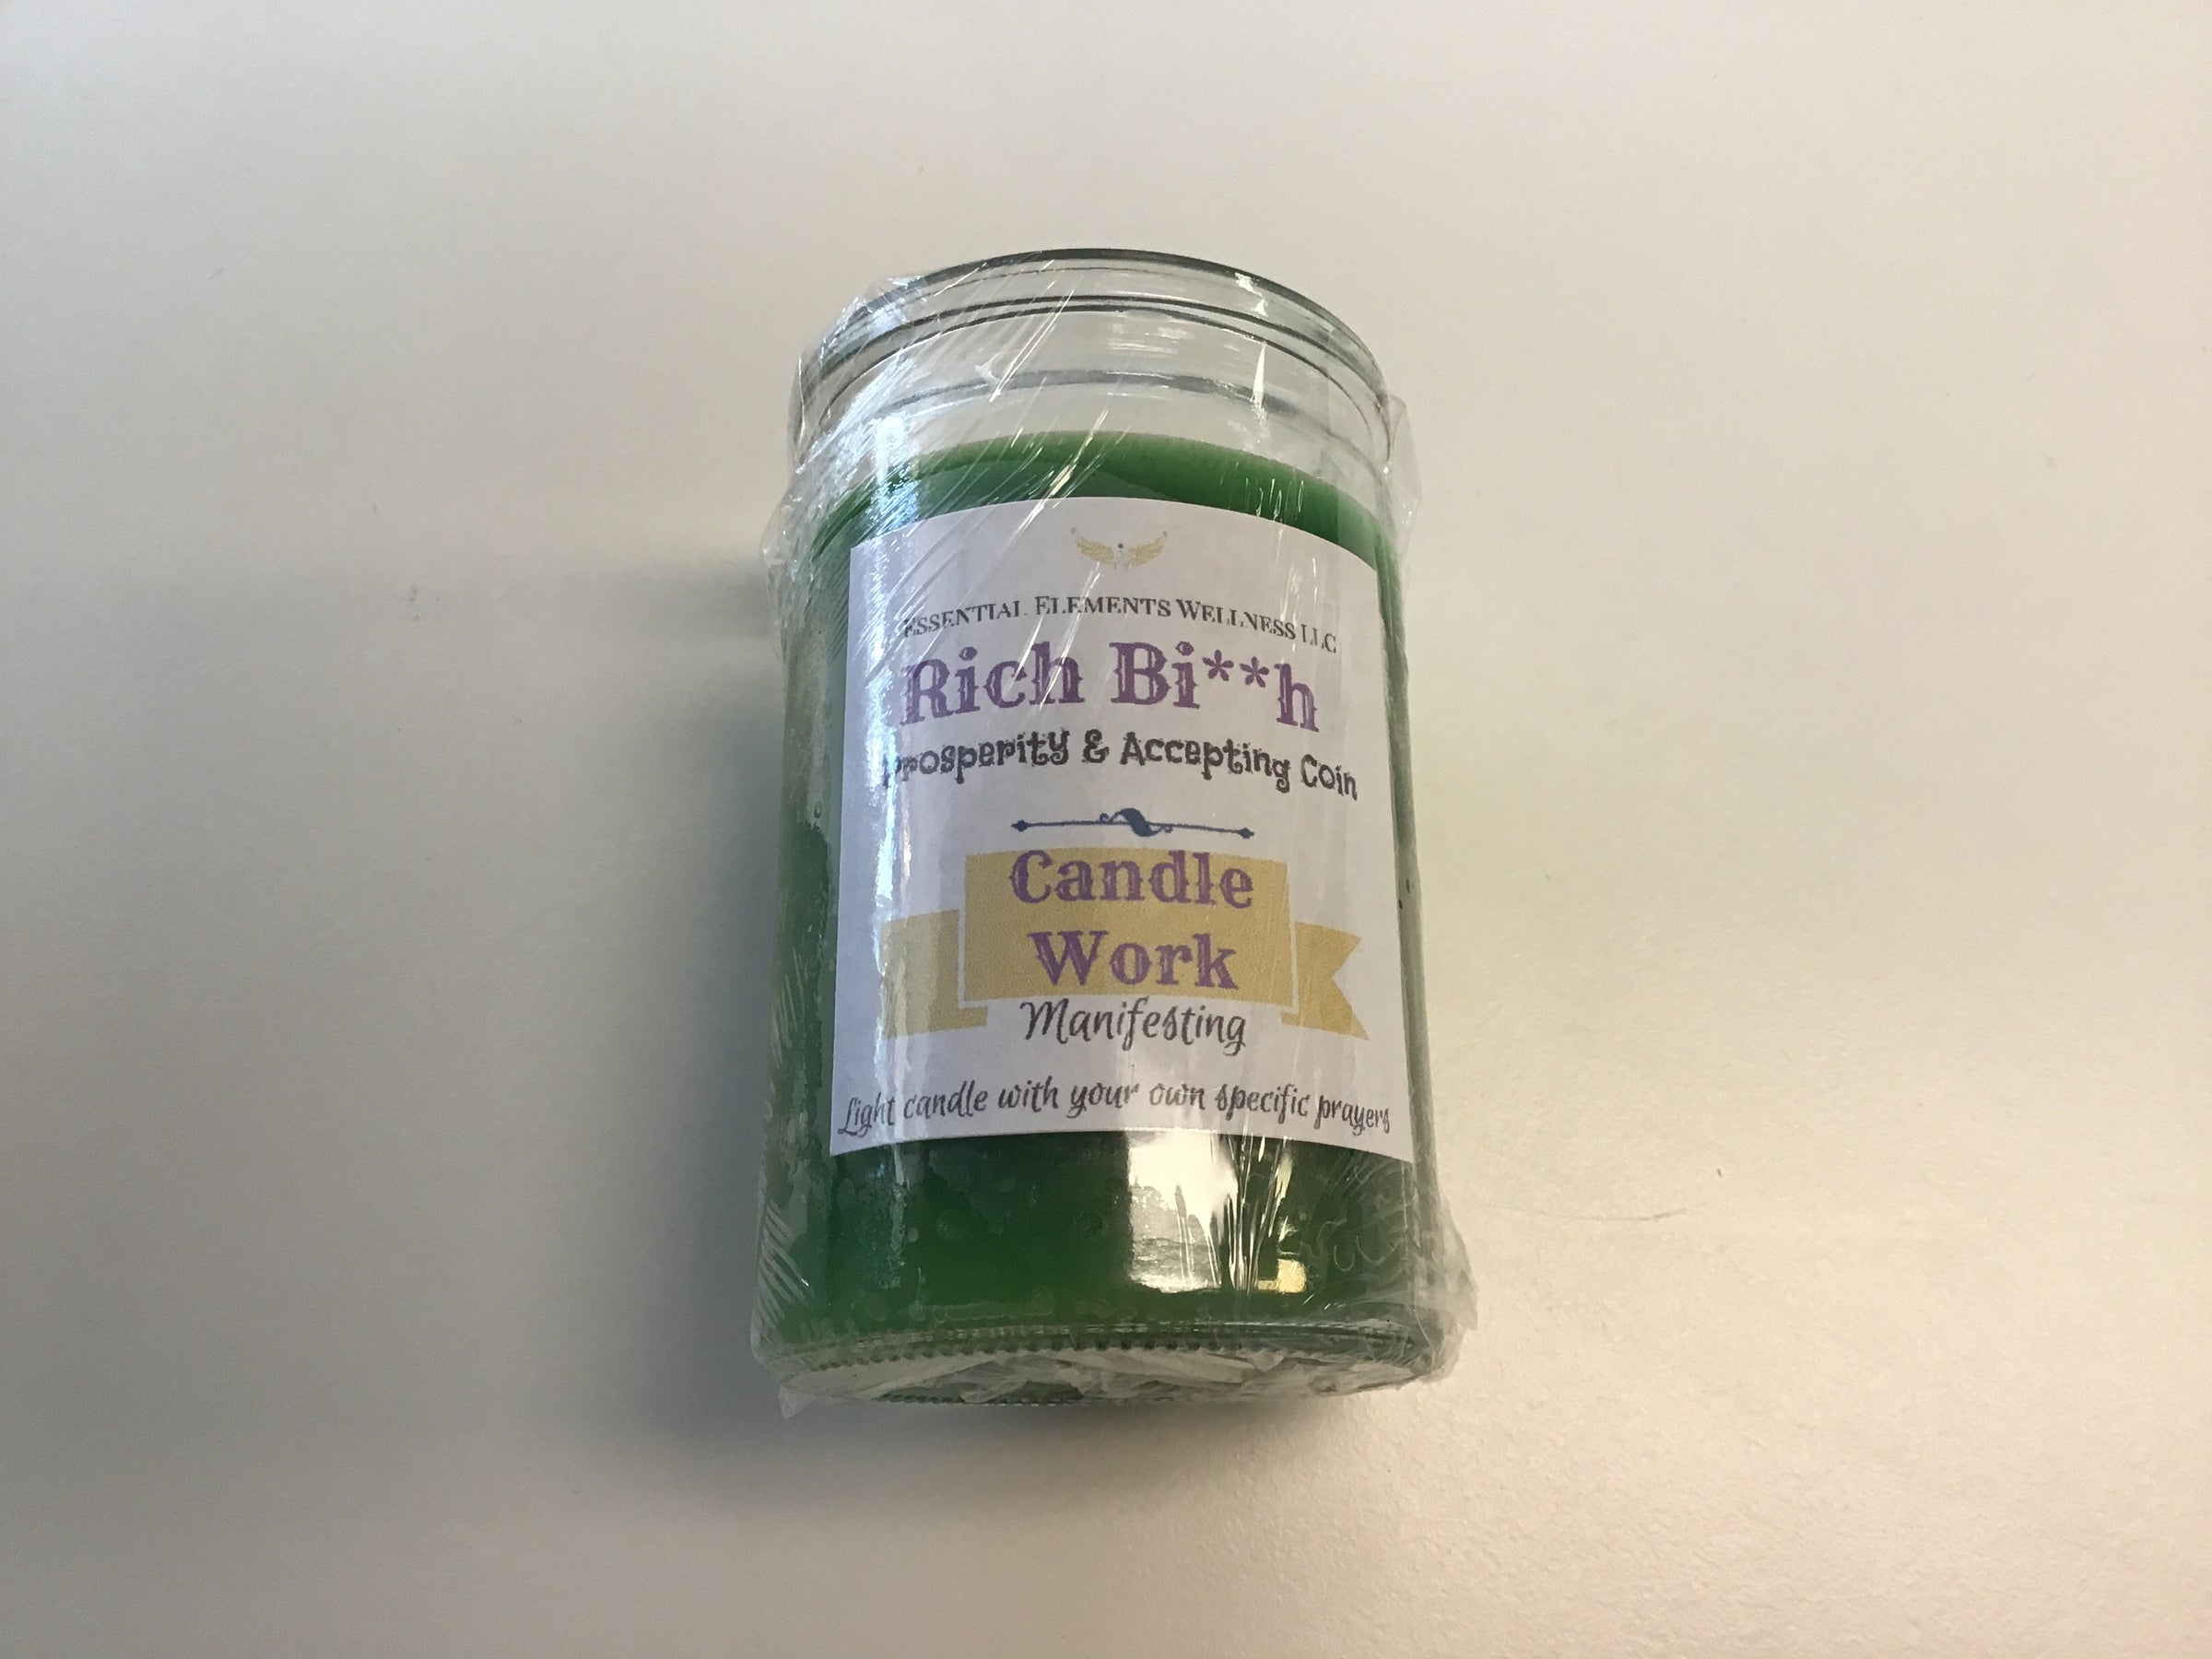 ESSENTIAL ELEMENTS WELLNESS LLC
Rich Bi**h
Prosperity & Accepting Coin
Candle
Work
Manifesting
Light candle with your own specific prayers